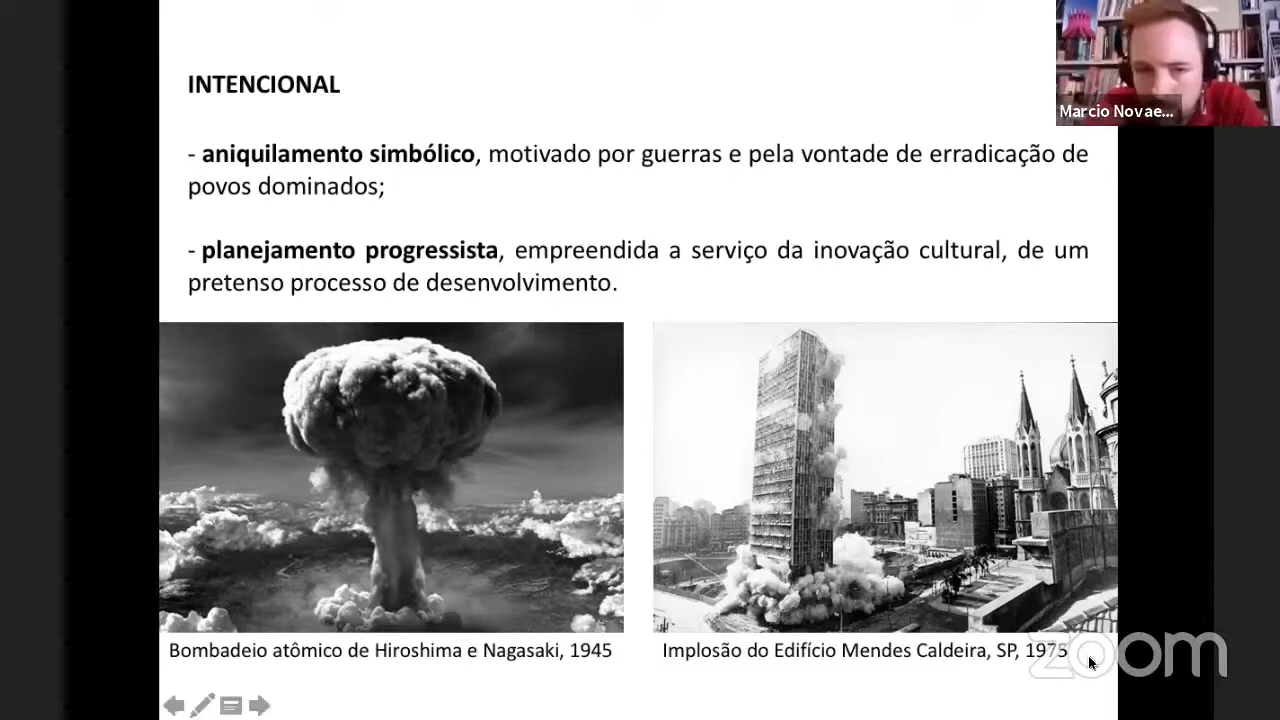 INTENCIONAL
Marcio Novae...
- aniquilamento simbólico, motivado por guerras e pela vontade de erradicação de
povos dominados;
- planejamento progressista, empreendida a serviço da inovação cultural, de um
pretenso processo de desenvolvimento.
Bombadeio atômico de Hiroshima e Nagasaki, 1945
Implosão do Edifício Mendes Caldeira, SP, 1975
zoom